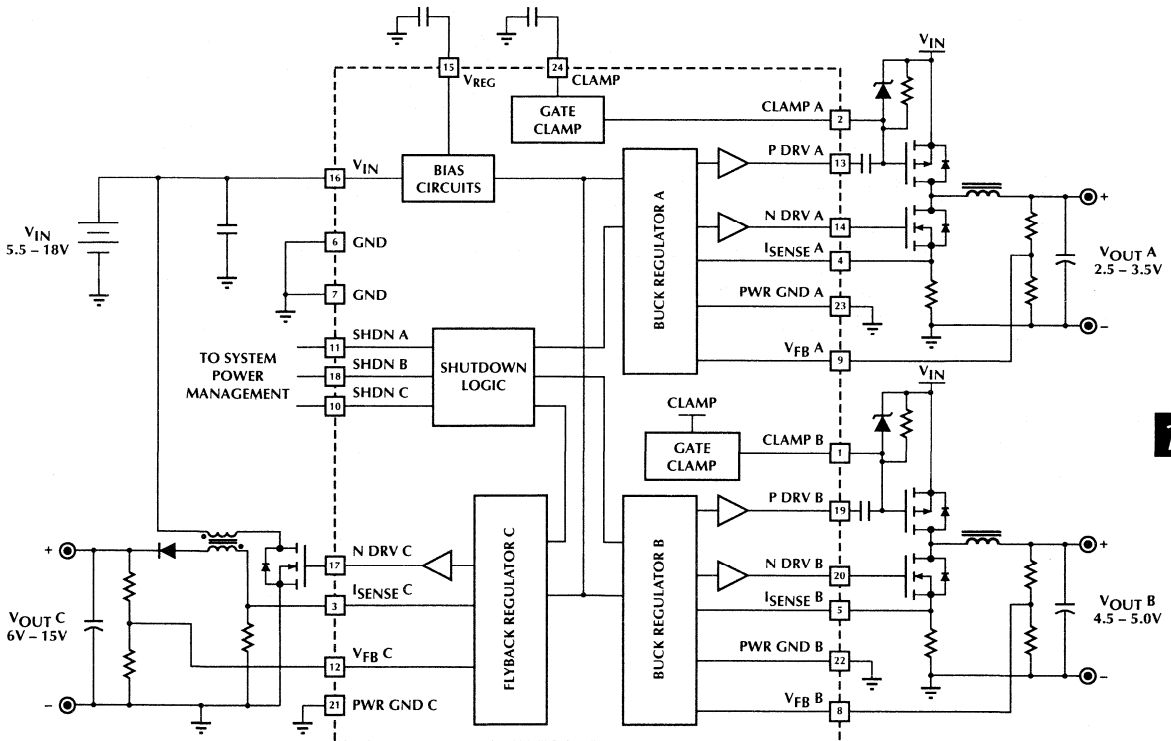 15
VREG
24
CLAMP
GATE
CLAMP
CLAMP A
2
VIN
P DRV A
13
16
VIN
BIAS
CIRCUITS
BUCK REGULATOR A
N DRV A
14
ISENSE A
4
PWR GND A
23
VFB A
9
VOUT A
2.5 – 3.5V
+
–
VIN
5.5 – 18V
6
GND
7
GND
TO SYSTEM
POWER
MANAGEMENT
11
SHDN A
18
SHDN B
10
SHDN C
SHUTDOWN
LOGIC
CLAMP
GATE
CLAMP
CLAMP B
1
VIN
P DRV B
19
BUCK REGULATOR B
N DRV B
20
ISENSE B
5
PWR GND B
22
VFB B
8
+
VOUT B
4.5 – 5.0V
–
FLYBACK REGULATOR C
17
N DRV C
3
ISENSE C
12
VFB C
21
PWR GND C
+
VOUT C
6V – 15V
–